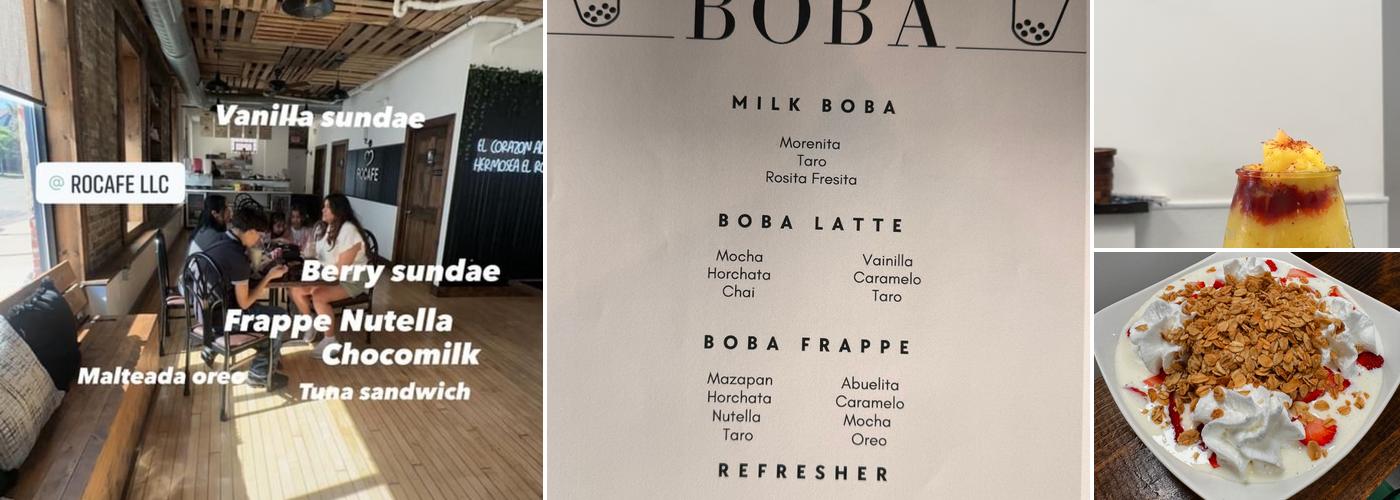 Vanilla sundae
@ ROCAFE LLC
ROCAFE
EL CORAZON
HERMOSEA EL
Berry sundae
Frappe Nutella
Chocomilk
Malteada oreo
Tuna sandwich
BOBA
MILK BOBA
Morenita
Taro
Rosita Fresita
BOBA LATTE
Mocha
Horchata
Chai
Vainilla
Caramelo
Taro
BOBA FRAPPE
Mazapan
Horchata
Nutella
Taro
Abuelita
Caramelo
Mocha
Oreo
REFRESHER